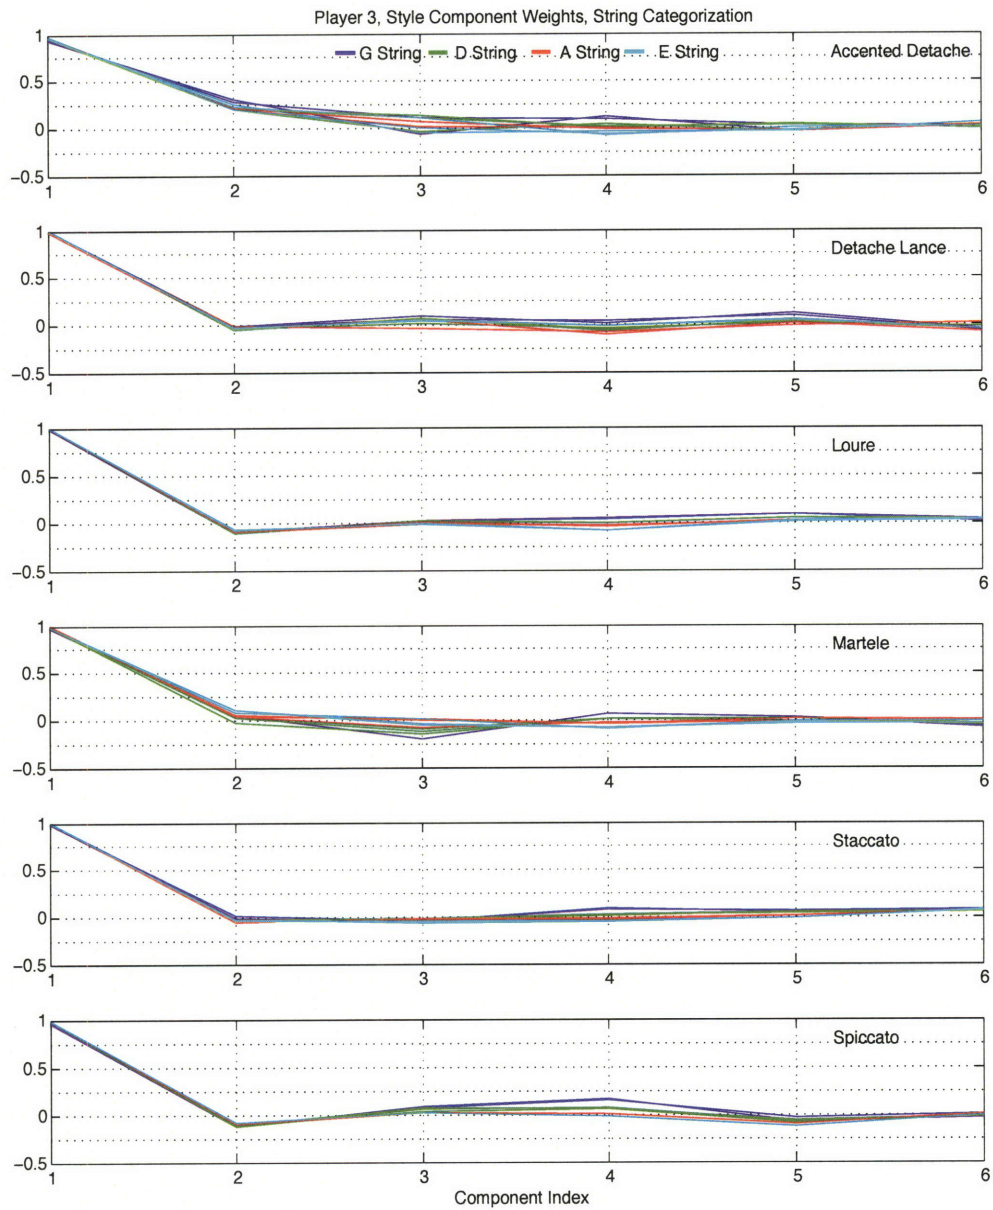 Player 3, Style Component Weights, String Categorization
G String D String A String E String
Accented Detache
1
0.5
0
−0.5
1 2 3 4 5 6
Detache Lance
1
0.5
0
−0.5
1 2 3 4 5 6
Loure
1
0.5
0
−0.5
1 2 3 4 5 6
Martele
1
0.5
0
−0.5
1 2 3 4 5 6
Staccato
1
0.5
0
−0.5
1 2 3 4 5 6
Spiccato
1
0.5
0
−0.5
1 2 3 4 5 6
Component Index